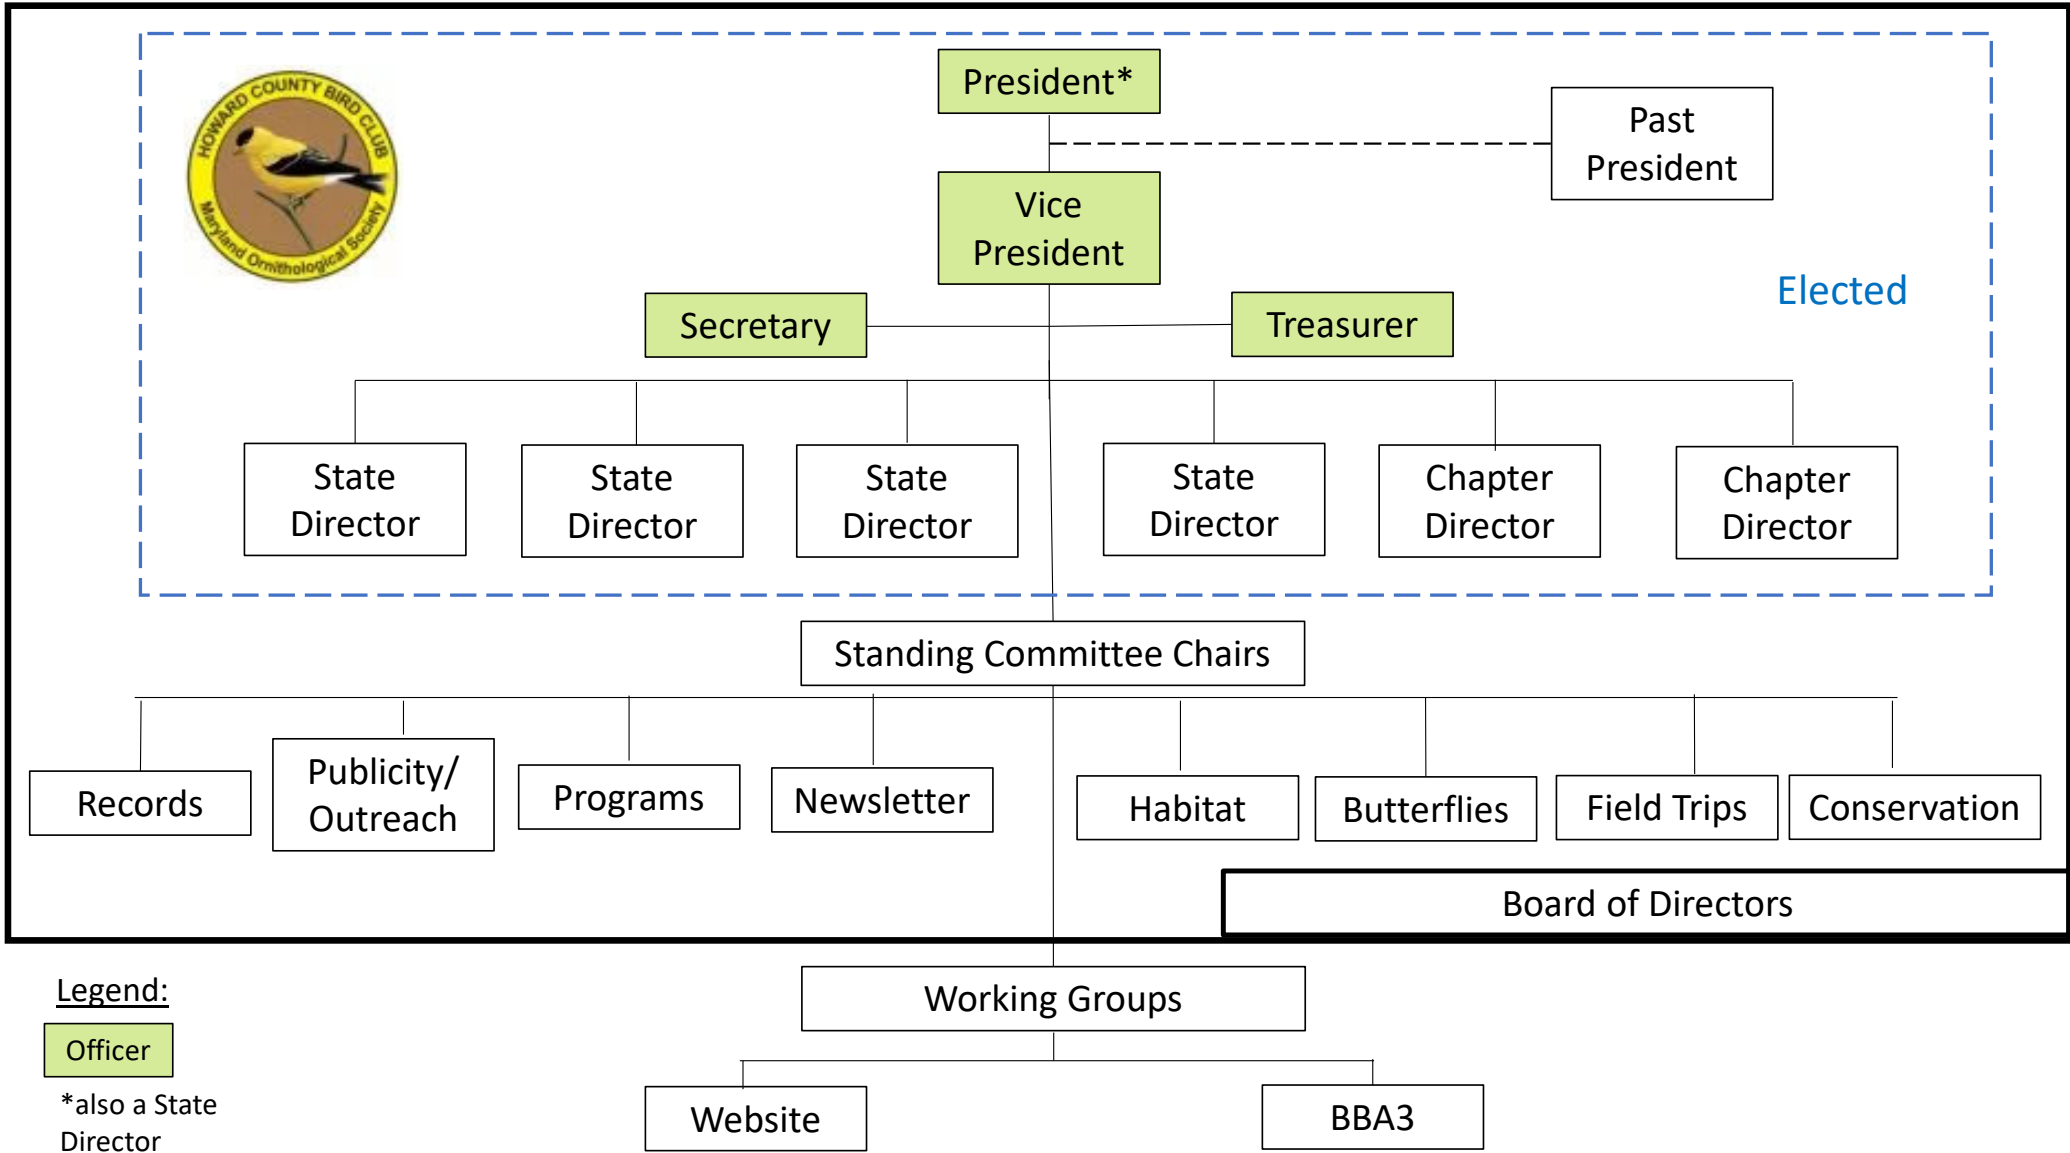 HOWARD COUNTY BIRD CLUB
Maryland Ornithological Society
President*
Past
President
Vice
President
Elected
Secretary
Treasurer
State
Director
State
Director
State
Director
State
Director
Chapter
Director
Chapter
Director
Standing Committee Chairs
Records
Publicity/
Outreach
Programs
Newsletter
Habitat
Butterflies
Field Trips
Conservation
Board of Directors
Working Groups
Website
BBA3
Legend:
Officer
*also a State
Director